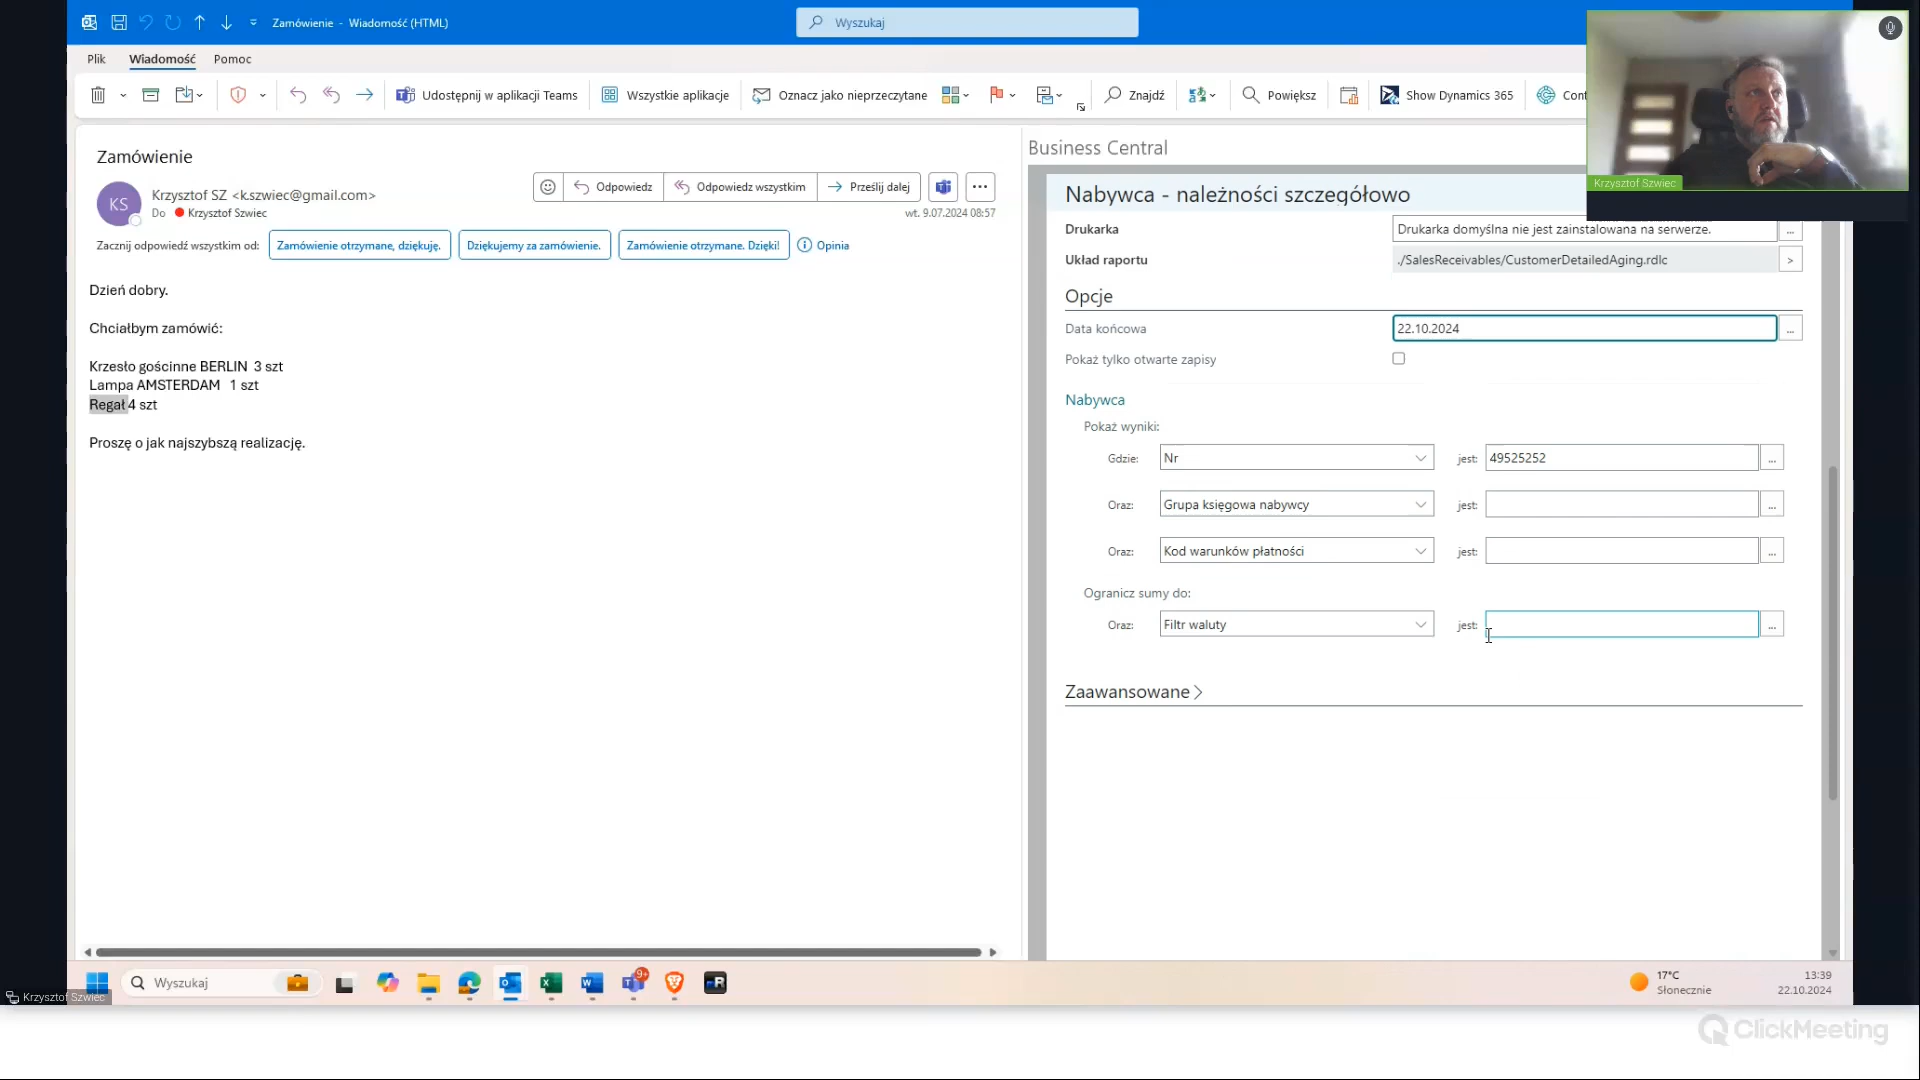 Zamówienie - Wiadomość (HTML)
Wyszukaj
Plik Wiadomość Pomoc
Udostępnij w aplikacji Teams Wszystkie aplikacje Oznacz jako nieprzeczytane Znajdź Powiększ Show Dynamics 365
Zamówienie
KS
Krzysztof SZ <k.szwiec@gmail.com>
Do Krzysztof Szwiec
Odpowiedz Odpowiedz wszystkim Prześlij dalej
wt. 9.07.2024 08:57
Zacznij odpowiedź wszystkim od: Zamówienie otrzymane, dziękuję. Dziękujemy za zamówienie. Zamówienie otrzymane. Dzięki! Opinia
Dzień dobry.
Chciałbym zamówić:
Krzesło gościnne BERLIN 3 szt
Lampa AMSTERDAM 1 szt
Regał 4 szt
Proszę o jak najszybszą realizację.
Business Central
Nabywca - należności szczegółowo
Drukarka Drukarka domyślna nie jest zainstalowana na serwerze. ...
Układ raportu ./SalesReceivables/CustomerDetailedAging.rdlc >
Opcje
Data końcowa 22.10.2024 ...
Pokaż tylko otwarte zapisy
Nabywca
Pokaż wyniki:
Gdzie: Nr jest: 49525252 ...
Oraz: Grupa księgowa nabywcy jest: ...
Oraz: Kod warunków płatności jest: ...
Ogranicz sumy do:
Oraz: Filtr waluty jest: ...
Zaawansowane >
Krzysztof Szwiec
Wyszukaj
9+
17°C
Słonecznie
13:39
22.10.2024
Krzysztof Szwiec
ClickMeeting